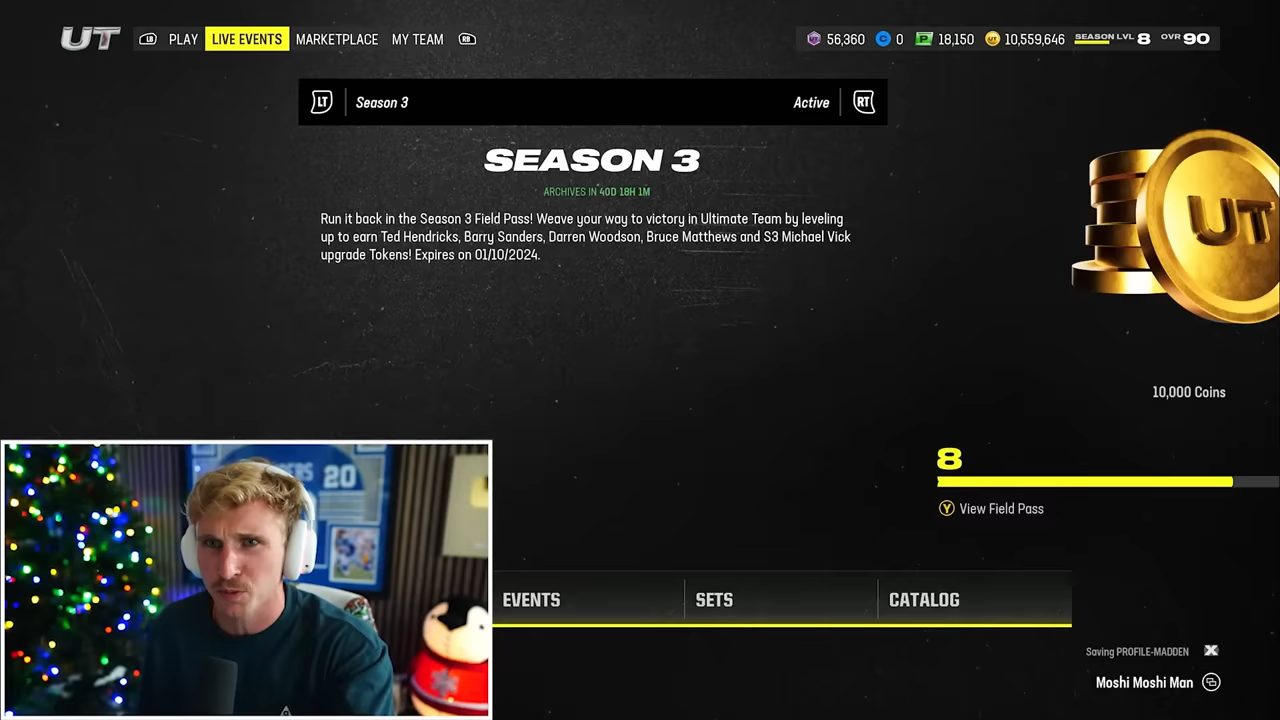 UT
LB PLAY LIVE EVENTS MARKETPLACE MY TEAM RB
UT 56,360 C 0 P 18,150 UT 10,559,646 SEASON LVL 8 OVR 90
LT Season 3 Active RT
SEASON 3
ARCHIVES IN 40D 18H 1M
Run it back in the Season 3 Field Pass! Weave your way to victory in Ultimate Team by leveling
up to earn Ted Hendricks, Barry Sanders, Darren Woodson, Bruce Matthews and S3 Michael Vick
upgrade Tokens! Expires on 01/10/2024.
UT
10,000 Coins
8
Y View Field Pass
20
EVENTS SETS CATALOG
Saving PROFILE-MADDEN
Moshi Moshi Man